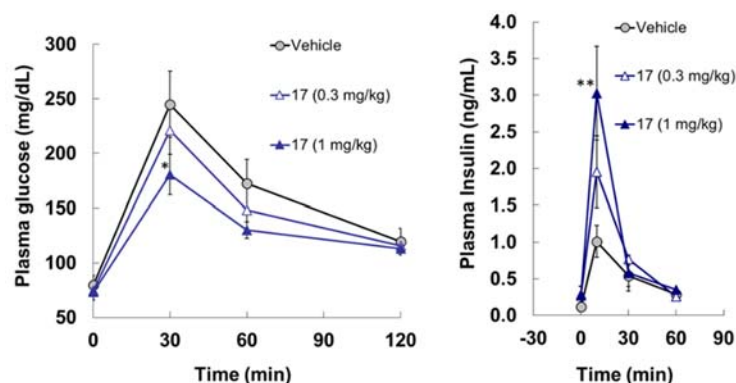 Plasma glucose (mg/dL)
300
250
200
150
100
50
0
30
60
90
120
Time (min)
Vehicle
17 (0.3 mg/kg)
17 (1 mg/kg)
*
Plasma Insulin (ng/mL)
4.0
3.5
3.0
2.5
2.0
1.5
1.0
0.5
0.0
-30
0
30
60
90
Time (min)
Vehicle
17 (0.3 mg/kg)
17 (1 mg/kg)
**